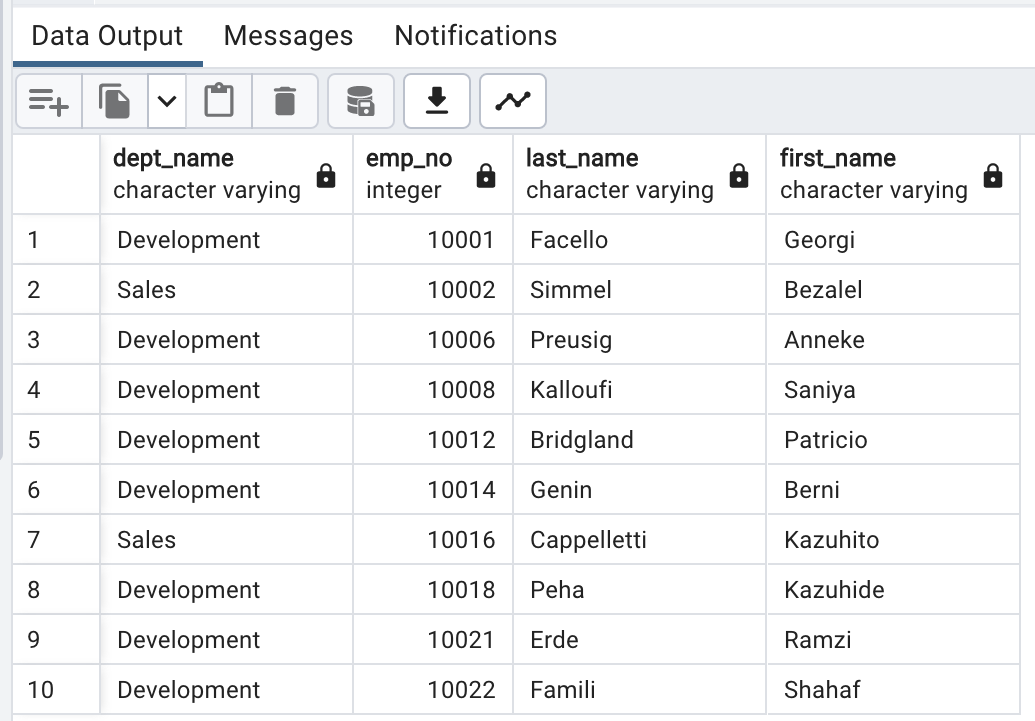 Data Output Messages Notifications
dept_name emp_no last_name first_name
character varying integer character varying character varying
1 Development 10001 Facello Georgi
2 Sales 10002 Simmel Bezalel
3 Development 10006 Preusig Anneke
4 Development 10008 Kalloufi Saniya
5 Development 10012 Bridgland Patricio
6 Development 10014 Genin Berni
7 Sales 10016 Cappelletti Kazuhito
8 Development 10018 Peha Kazuhide
9 Development 10021 Erde Ramzi
10 Development 10022 Famili Shahaf